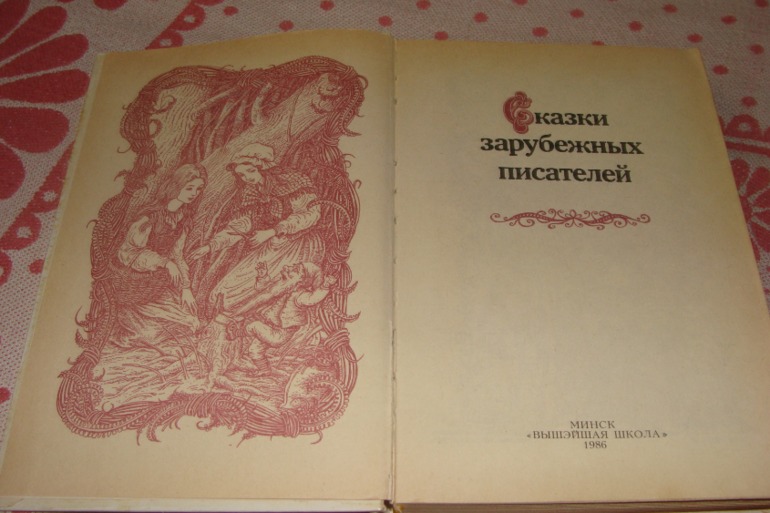 Сказки
зарубежных
писателей
МИНСК
«ВЫШЭЙШАЯ ШКОЛА»
1986